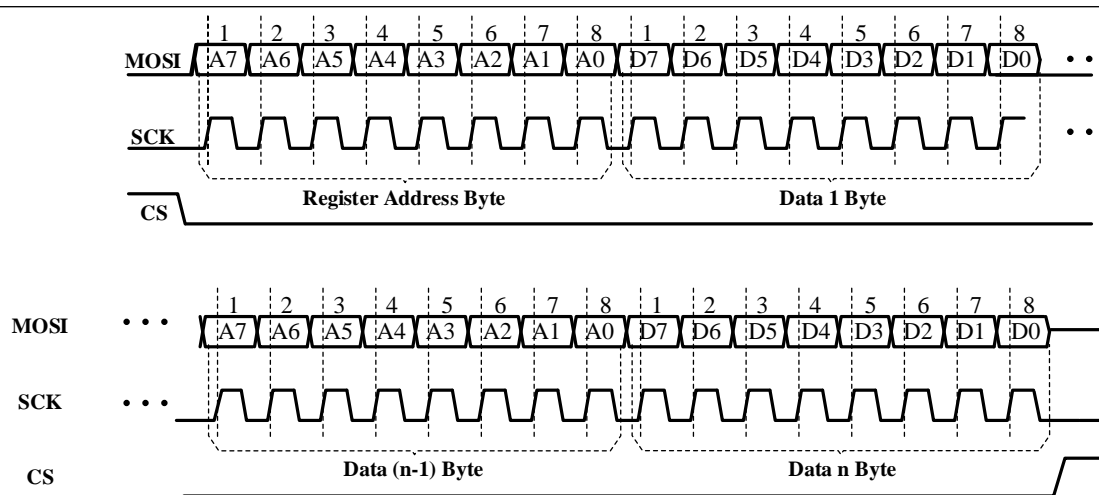 1 2 3 4 5 6 7 8 1 2 3 4 5 6 7 8
MOSI A7 A6 A5 A4 A3 A2 A1 A0 D7 D6 D5 D4 D3 D2 D1 D0 • •
SCK • •
Register Address Byte Data 1 Byte
CS
1 2 3 4 5 6 7 8 1 2 3 4 5 6 7 8
MOSI • • • A7 A6 A5 A4 A3 A2 A1 A0 D7 D6 D5 D4 D3 D2 D1 D0
SCK • • •
Data (n-1) Byte Data n Byte
CS